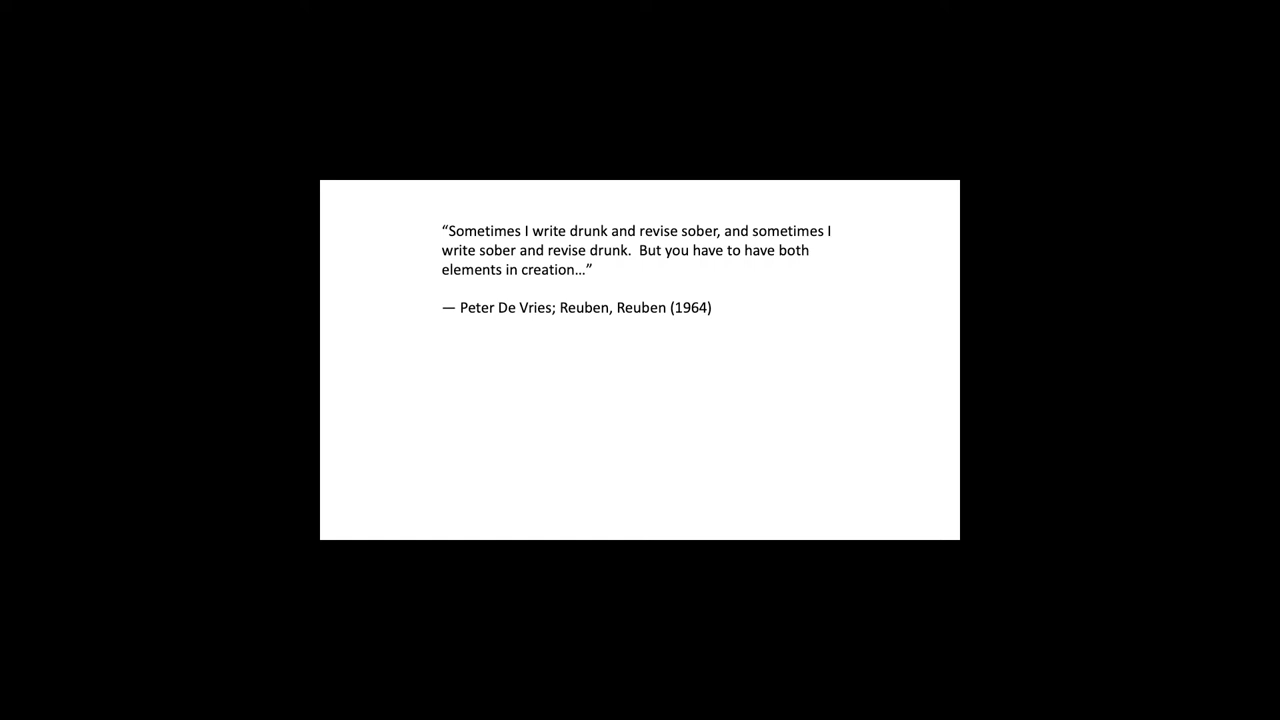 “Sometimes I write drunk and revise sober, and sometimes I
write sober and revise drunk.  But you have to have both
elements in creation…”
— Peter De Vries; Reuben, Reuben (1964)